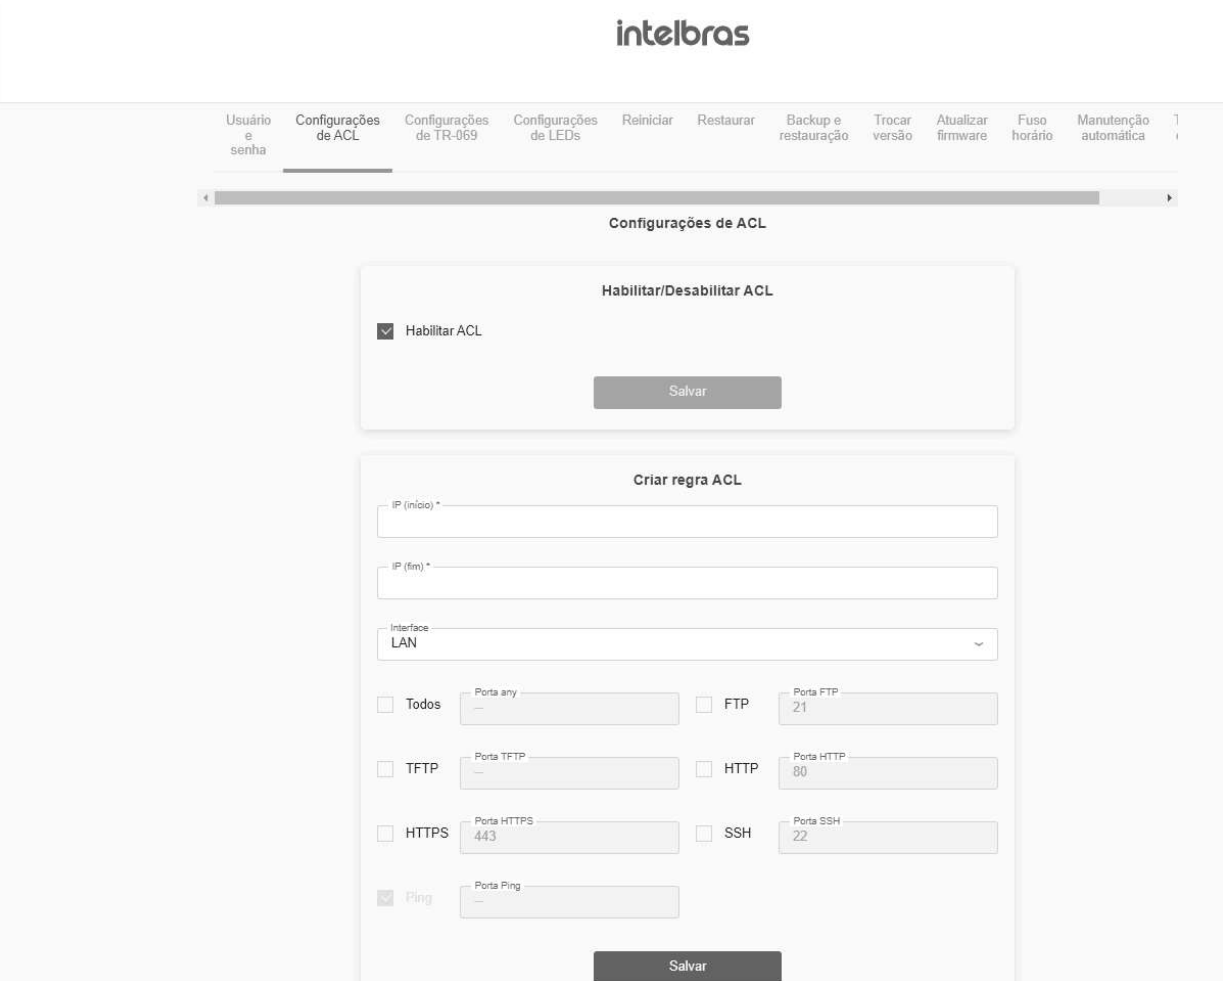 intelbras
Usuário e senha
Configurações de ACL
Configurações de TR-069
Configurações de LEDs
Reiniciar
Restaurar
Backup e restauração
Trocar versão
Atualizar firmware
Fuso horário
Manutenção automática
Configurações de ACL
Habilitar/Desabilitar ACL
Habilitar ACL
Salvar
Criar regra ACL
IP (início) *
IP (fim) *
Interface
LAN
Todos
Porta any
--
FTP
Porta FTP
21
TFTP
Porta TFTP
--
HTTP
Porta HTTP
80
HTTPS
Porta HTTPS
443
SSH
Porta SSH
22
Ping
Porta Ping
--
Salvar